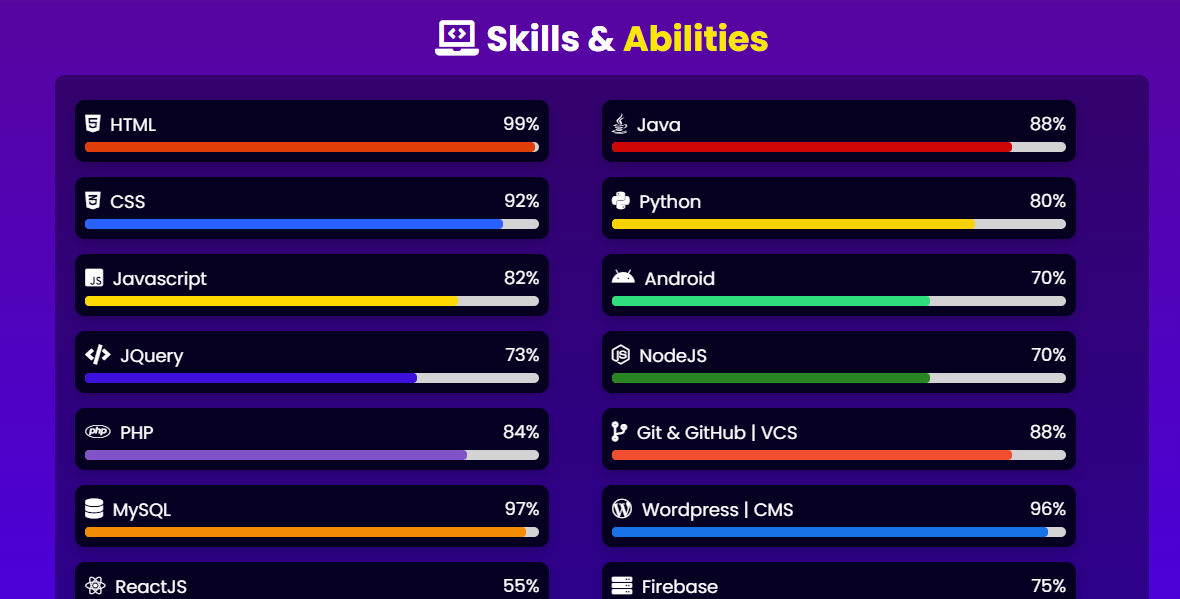 Skills & Abilities
HTML 99%
CSS 92%
Javascript 82%
JQuery 73%
PHP 84%
MySQL 97%
ReactJS 55%
Java 88%
Python 80%
Android 70%
NodeJS 70%
Git & GitHub | VCS 88%
Wordpress | CMS 96%
Firebase 75%